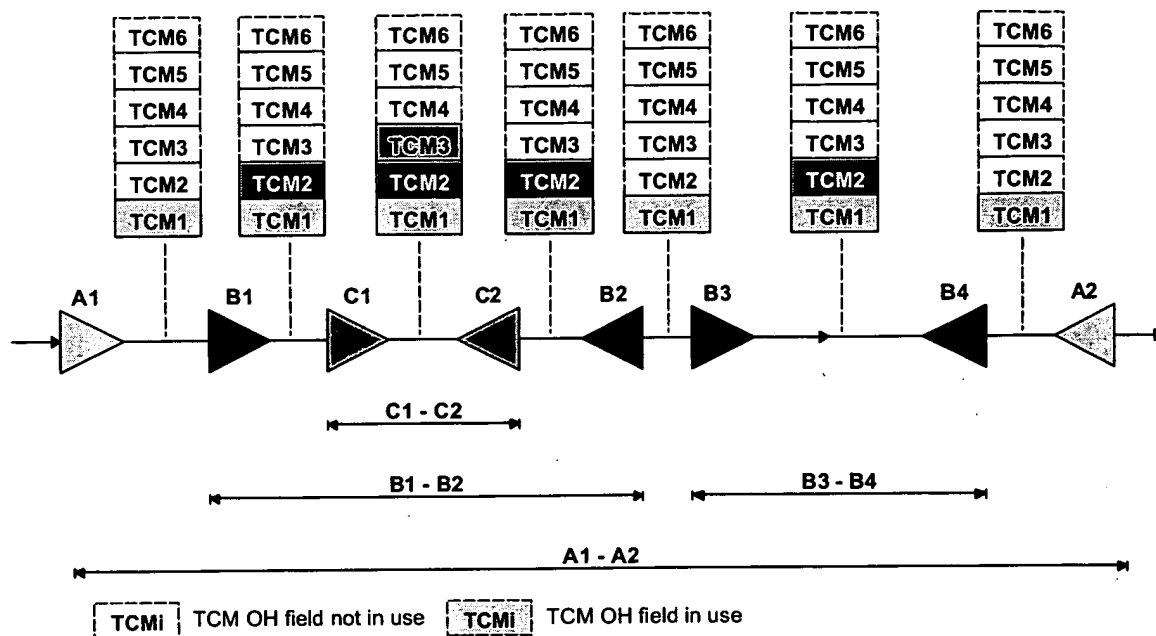 TCM6 TCM6 TCM6 TCM6 TCM6 TCM6 TCM6
TCM5 TCM5 TCM5 TCM5 TCM5 TCM5 TCM5
TCM4 TCM4 TCM4 TCM4 TCM4 TCM4 TCM4
TCM3 TCM3 TCM3 TCM3 TCM3 TCM3 TCM3
TCM2 TCM2 TCM2 TCM2 TCM2 TCM2 TCM2
TCM1 TCM1 TCM1 TCM1 TCM1 TCM1 TCM1
A1 B1 C1 C2 B2 B3 B4 A2
C1 - C2
B1 - B2 B3 - B4
A1 - A2
TCMi TCM OH field not in use TCMi TCM OH field in use